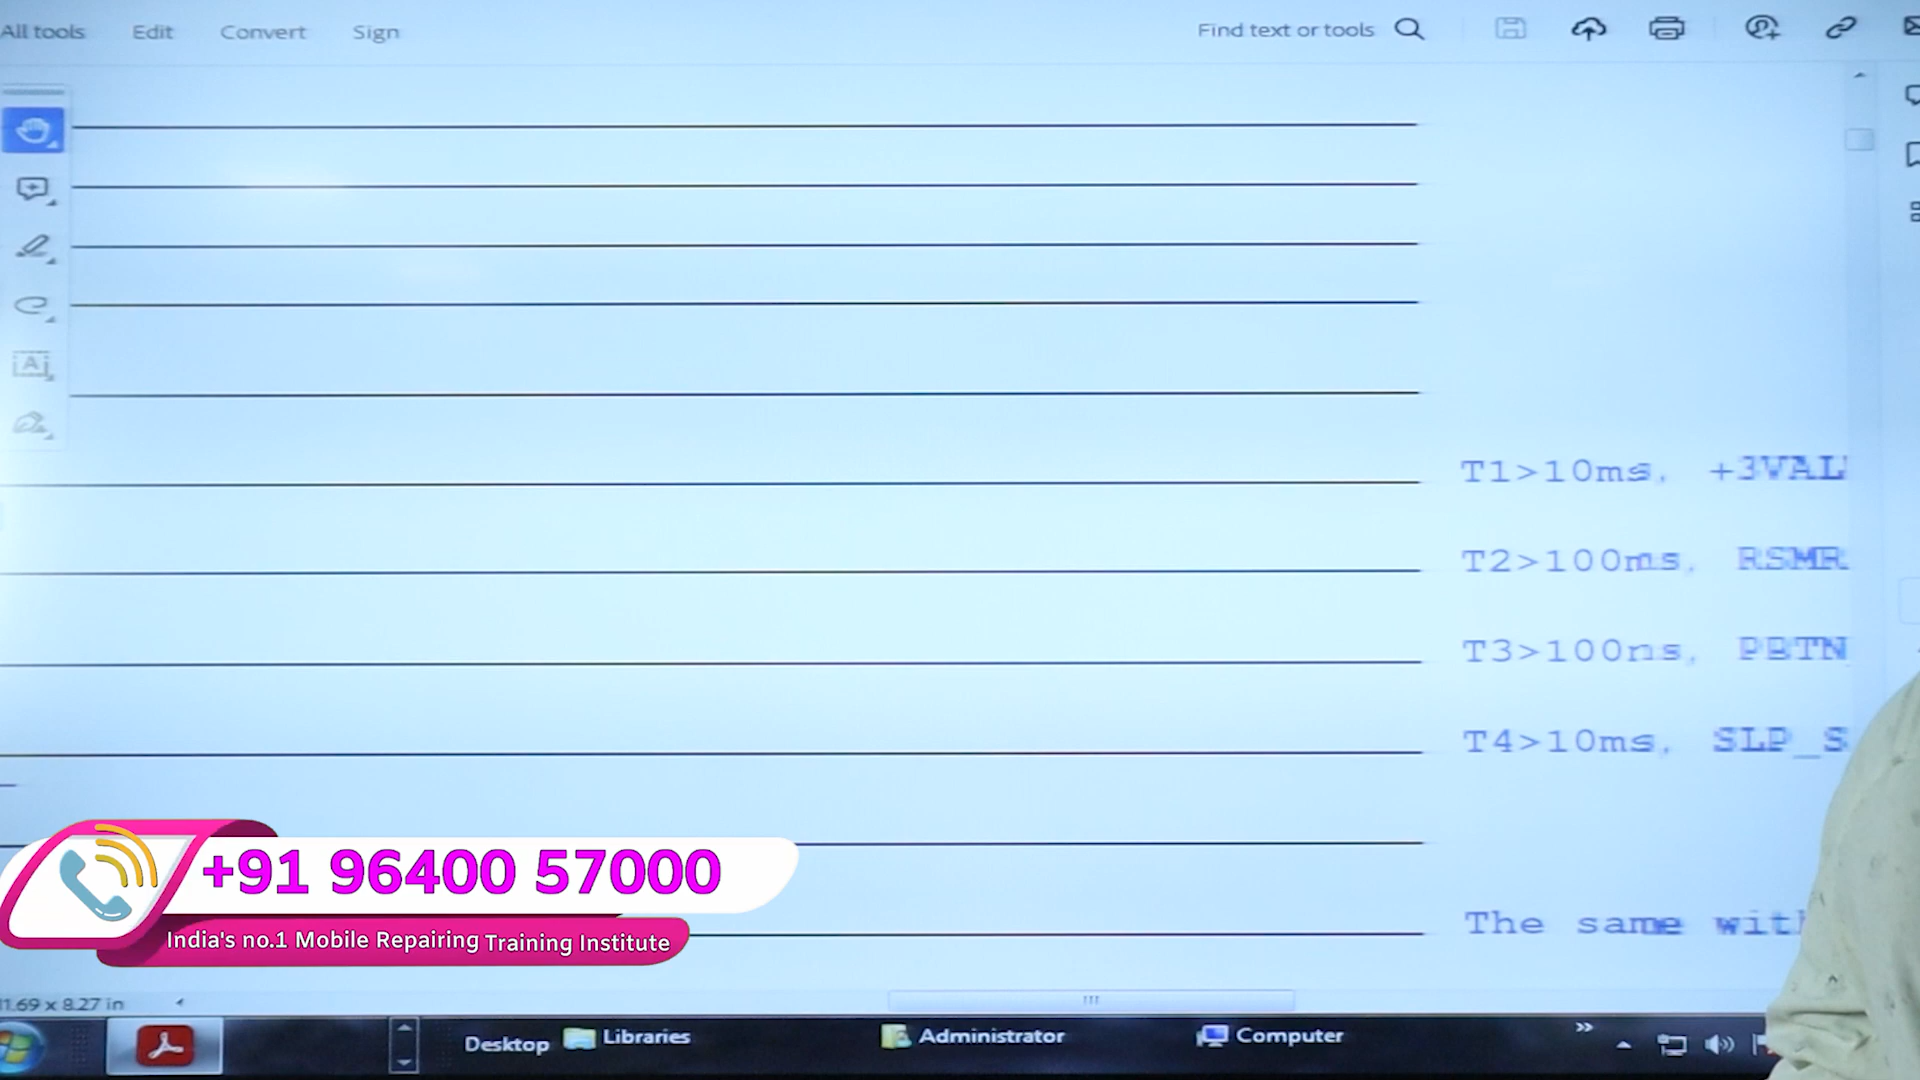 All tools Edit Convert Sign Find text or tools
T1>10ms, +3VAL
T2>100ms, RSMR
T3>100ns, PBTN
T4>10ms, SLP_S
+91 96400 57000
India's no.1 Mobile Repairing Training Institute
The same with
11.69 x 8.27 in
Desktop Libraries Administrator Computer